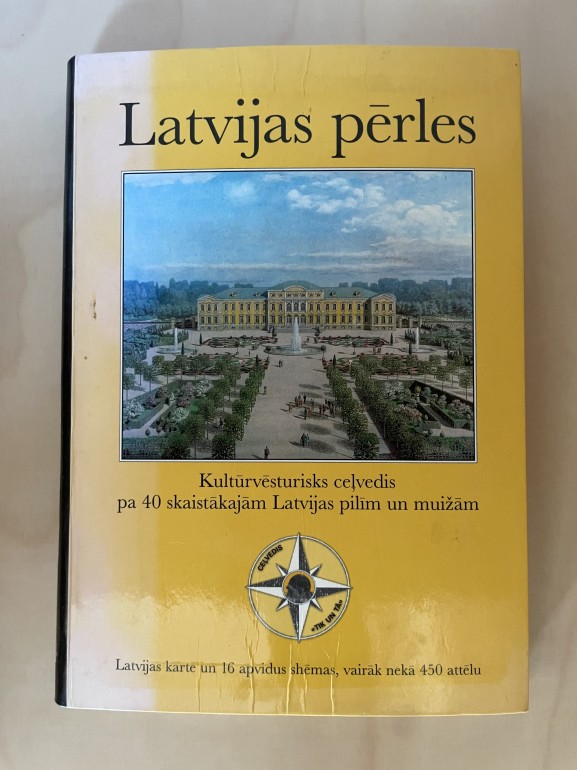 Latvijas pērles
Kultūrvēsturisks ceļvedis
pa 40 skaistākajām Latvijas pilīm un muižām
CEĻVEDIS
«TIK UN TĀ»
Latvijas karte un 16 apvidus shēmas, vairāk nekā 450 attēlu